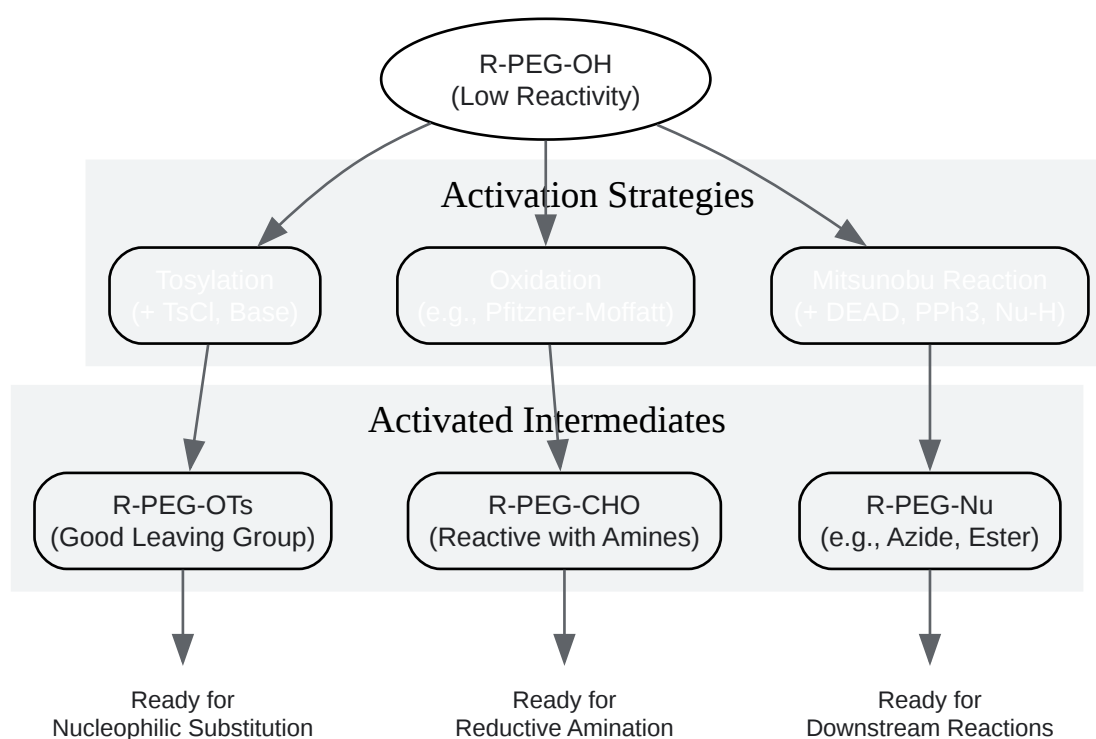 R-PEG-OH
(Low Reactivity)
Activation Strategies
Tosylation
(+ TsCl, Base)
Oxidation
(e.g., Pfitzner-Moffatt)
Mitsunobu Reaction
(+ DEAD, PPh3, Nu-H)
Activated Intermediates
R-PEG-OTs
(Good Leaving Group)
R-PEG-CHO
(Reactive with Amines)
R-PEG-Nu
(e.g., Azide, Ester)
Ready for
Nucleophilic Substitution
Ready for
Reductive Amination
Ready for
Downstream Reactions